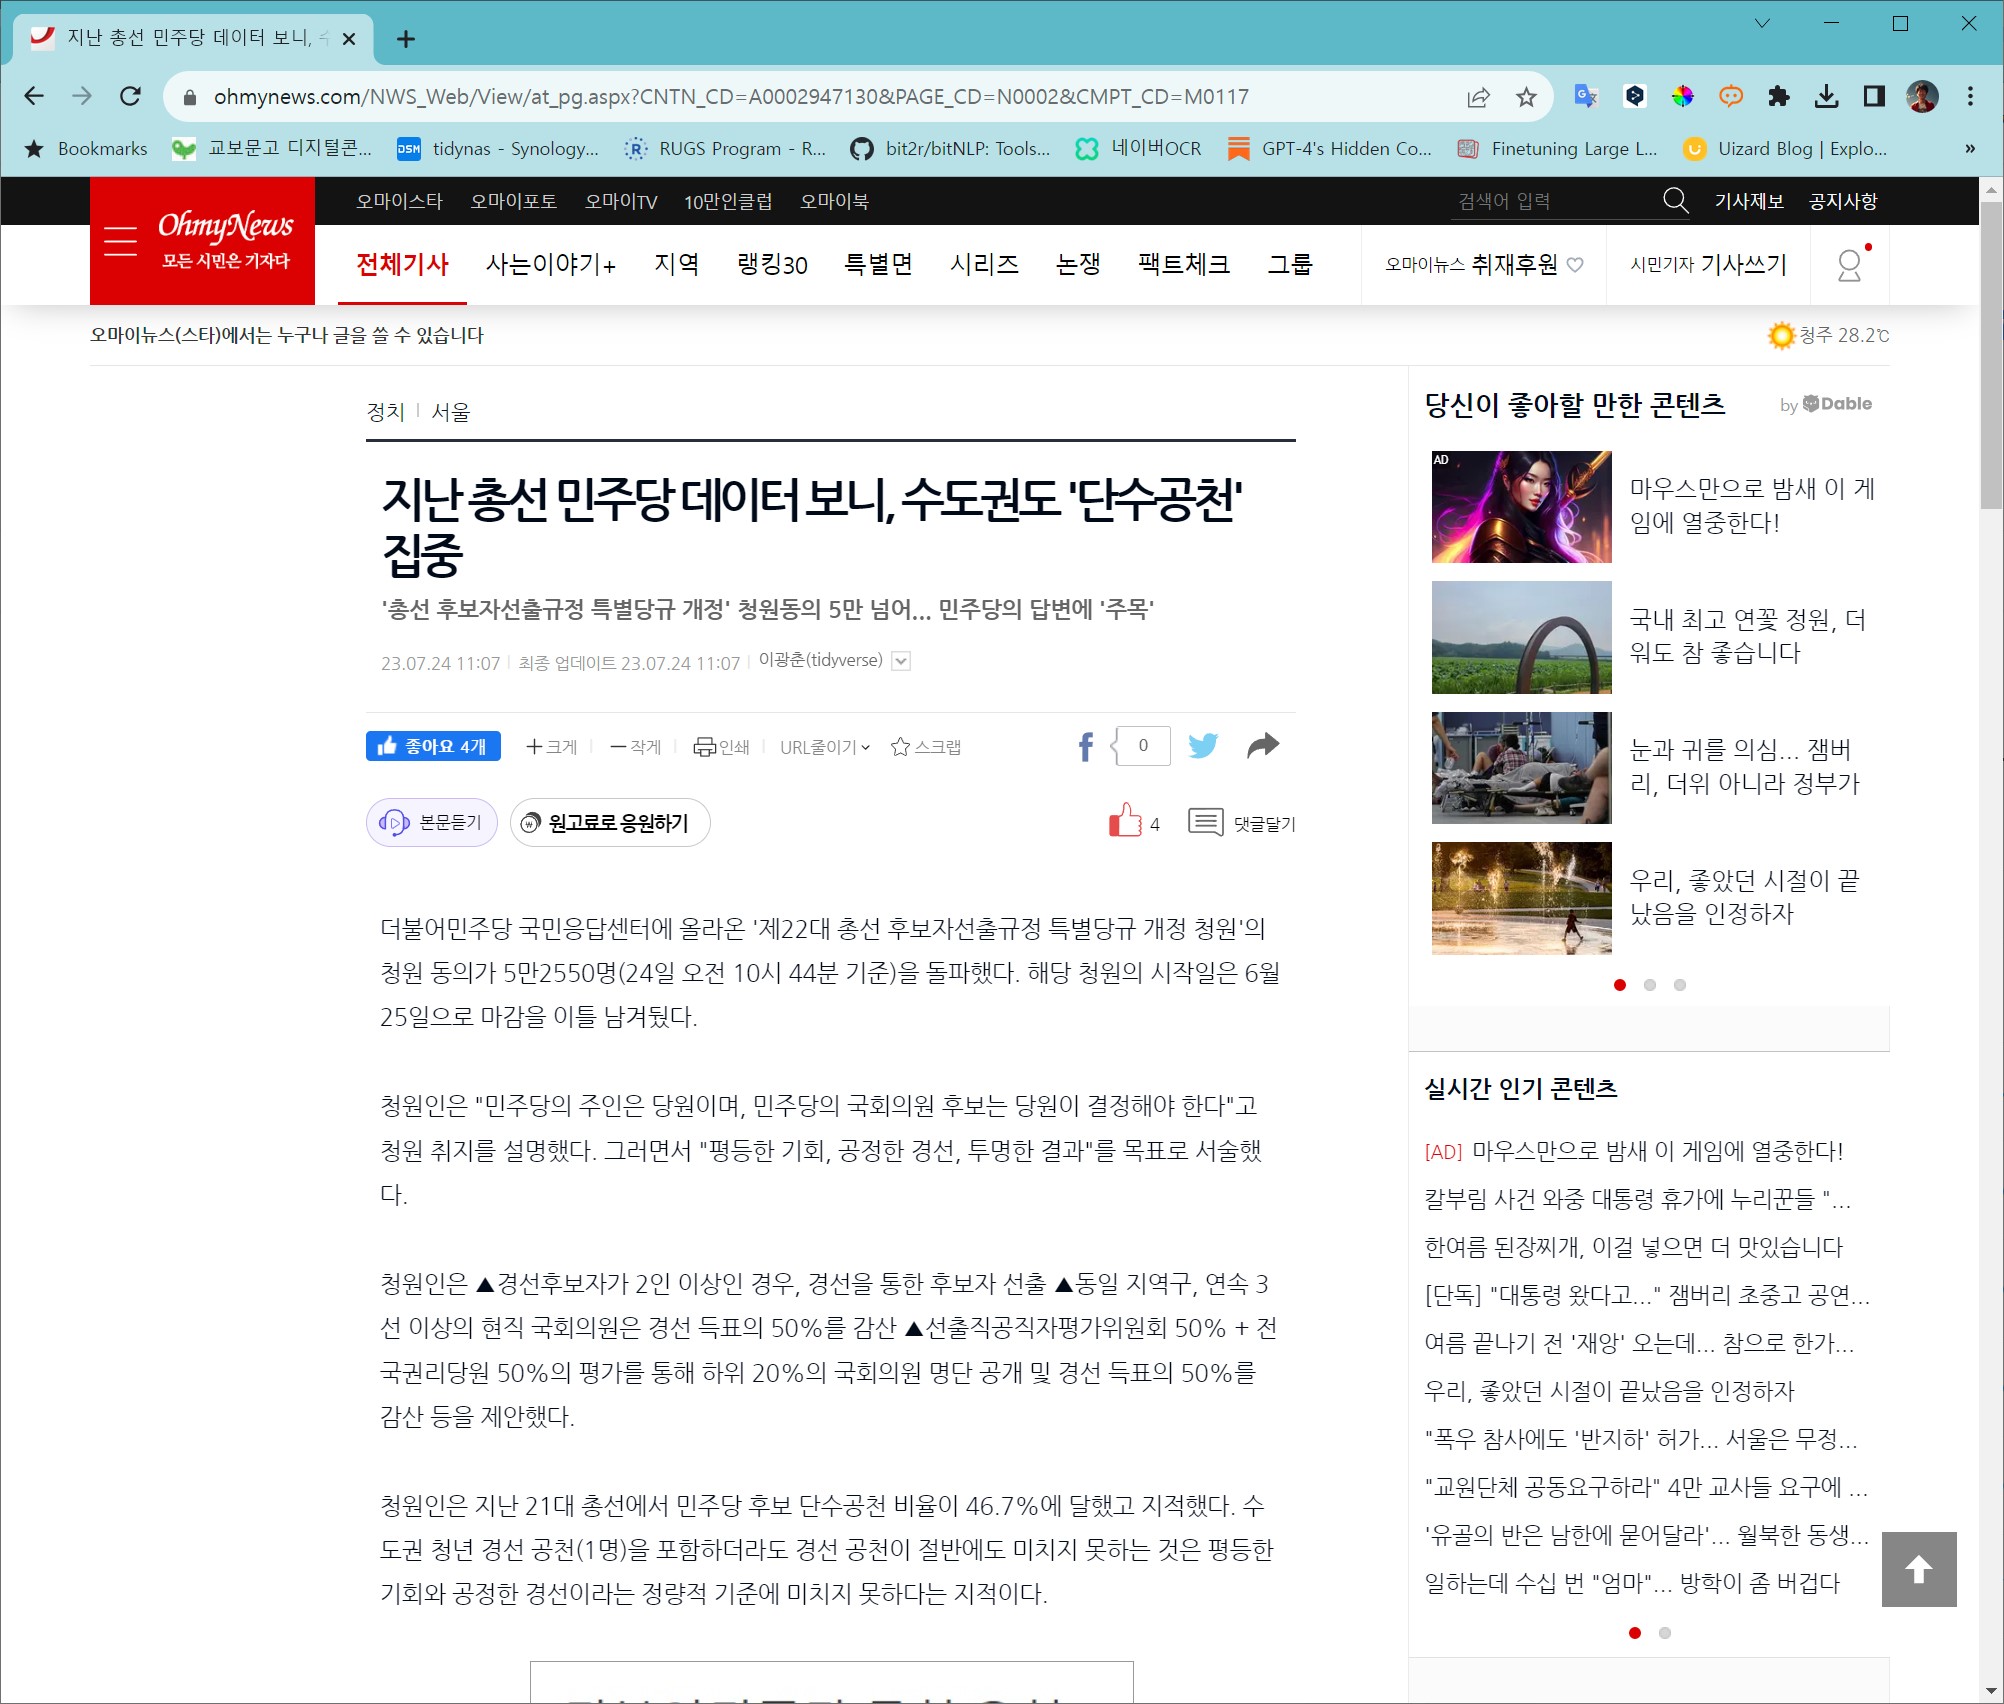 지난 총선 민주당 데이터 보니,
ohmynews.com/NWS_Web/View/at_pg.aspx?CNTN_CD=A0002947130&PAGE_CD=N0002&CMPT_CD=M0117
Bookmarks 교보문고 디지털콘... DSM tidynas - Synology... RUGS Program - R... bit2r/bitNLP: Tools... 네이버OCR GPT-4's Hidden Co... Finetuning Large L... Uizard Blog | Explo... »
오마이스타 오마이포토 오마이TV 10만인클럽 오마이북 검색어 입력 기사제보 공지사항
OhmyNews
모든 시민은 기자다
전체기사 사는이야기+ 지역 랭킹30 특별면 시리즈 논쟁 팩트체크 그룹 오마이뉴스 취재후원 시민기자 기사쓰기
오마이뉴스(스타)에서는 누구나 글을 쓸 수 있습니다 청주 28.2℃
정치 서울
지난 총선 민주당 데이터 보니, 수도권도 '단수공천'
집중
'총선 후보자선출규정 특별당규 개정' 청원동의 5만 넘어... 민주당의 답변에 '주목'
23.07.24 11:07 최종 업데이트 23.07.24 11:07 이광춘(tidyverse)
좋아요 4개 크게 작게 인쇄 URL줄이기 스크랩 0
본문듣기 원고료로 응원하기 4 댓글달기
더불어민주당 국민응답센터에 올라온 '제22대 총선 후보자선출규정 특별당규 개정 청원'의
청원 동의가 5만2550명(24일 오전 10시 44분 기준)을 돌파했다. 해당 청원의 시작일은 6월
25일으로 마감을 이틀 남겨뒀다.
청원인은 "민주당의 주인은 당원이며, 민주당의 국회의원 후보는 당원이 결정해야 한다"고
청원 취지를 설명했다. 그러면서 "평등한 기회, 공정한 경선, 투명한 결과"를 목표로 서술했
다.
청원인은 ▲경선후보자가 2인 이상인 경우, 경선을 통한 후보자 선출 ▲동일 지역구, 연속 3
선 이상의 현직 국회의원은 경선 득표의 50%를 감산 ▲선출직공직자평가위원회 50% + 전
국권리당원 50%의 평가를 통해 하위 20%의 국회의원 명단 공개 및 경선 득표의 50%를
감산 등을 제안했다.
청원인은 지난 21대 총선에서 민주당 후보 단수공천 비율이 46.7%에 달했고 지적했다. 수
도권 청년 경선 공천(1명)을 포함하더라도 경선 공천이 절반에도 미치지 못하는 것은 평등한
기회와 공정한 경선이라는 정량적 기준에 미치지 못하다는 지적이다.
당신이 좋아할 만한 콘텐츠 by Dable
AD
마우스만으로 밤새 이 게
임에 열중한다!
국내 최고 연꽃 정원, 더
워도 참 좋습니다
눈과 귀를 의심... 잼버
리, 더위 아니라 정부가
우리, 좋았던 시절이 끝
났음을 인정하자
실시간 인기 콘텐츠
[AD] 마우스만으로 밤새 이 게임에 열중한다!
칼부림 사건 와중 대통령 휴가에 누리꾼들 "...
한여름 된장찌개, 이걸 넣으면 더 맛있습니다
[단독] "대통령 왔다고..." 잼버리 초중고 공연...
여름 끝나기 전 '재앙' 오는데... 참으로 한가...
우리, 좋았던 시절이 끝났음을 인정하자
"폭우 참사에도 '반지하' 허가... 서울은 무정...
"교원단체 공동요구하라" 4만 교사들 요구에 ...
'유골의 반은 남한에 묻어달라'... 월북한 동생...
일하는데 수십 번 "엄마"... 방학이 좀 버겁다